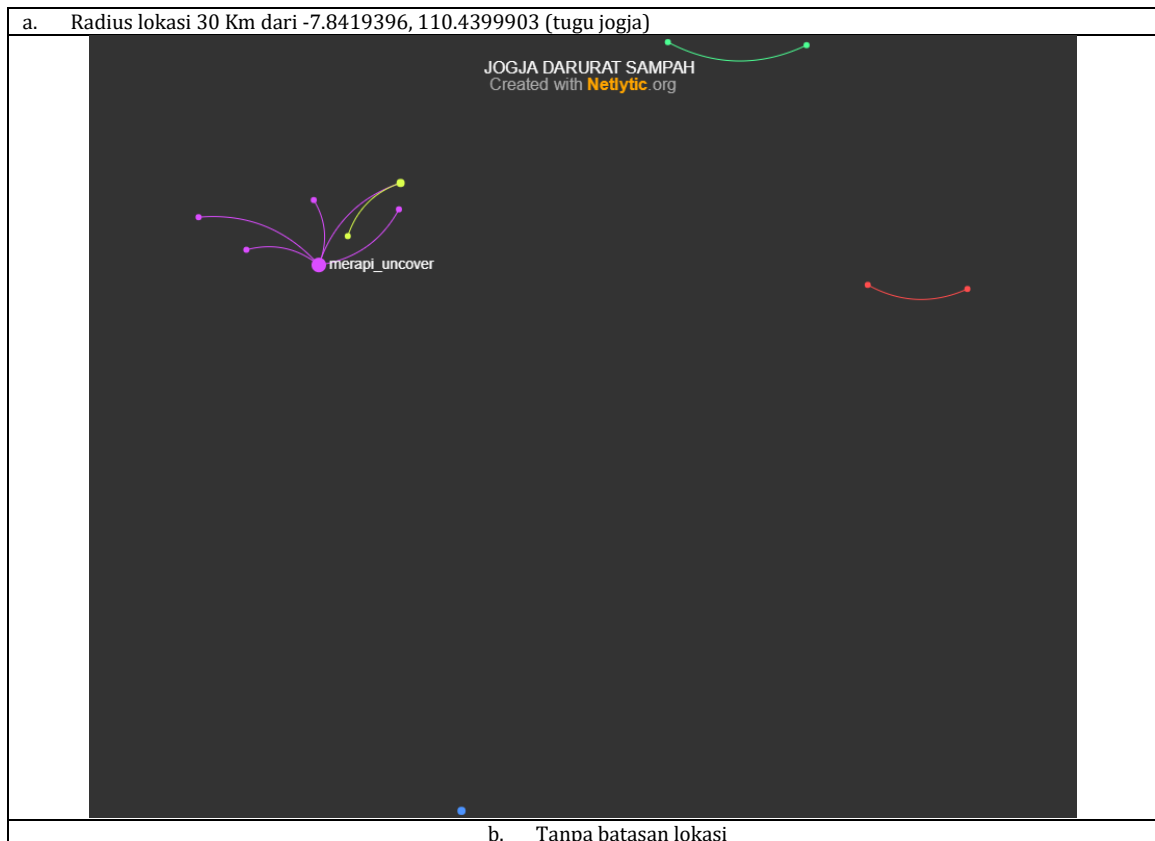 a. Radius lokasi 30 Km dari -7.8419396, 110.4399903 (tugu jogja)
JOGJA DARURAT SAMPAH
Created with Netlytic.org
merapi_uncover
b. Tanpa batasan lokasi